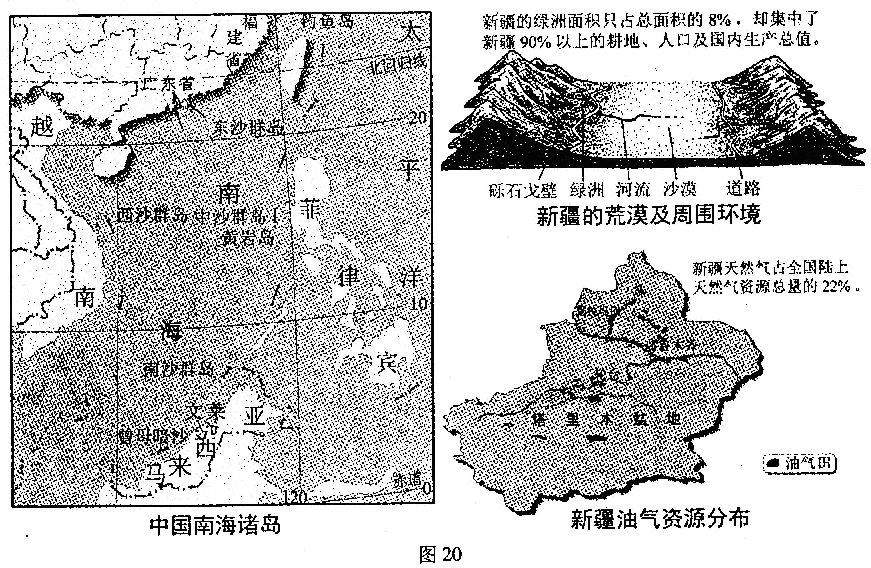 福建省
钓鱼岛
太平洋
北回归线
广东省
东沙群岛
20
越南
南海
西沙群岛
中沙群岛
黄岩岛
菲律宾
10
南沙群岛
文莱
曾母暗沙
马来西亚
120
赤道
0
中国南海诸岛
新疆的绿洲面积只占总面积的8%，却集中了
新疆90%以上的耕地、人口及国内生产总值。
砾石戈壁 绿洲 河流 沙漠 道路
新疆的荒漠及周围环境
新疆天然气占全国陆上
天然气资源总量的22%。
塔里木盆地
油气田
新疆油气资源分布
图20